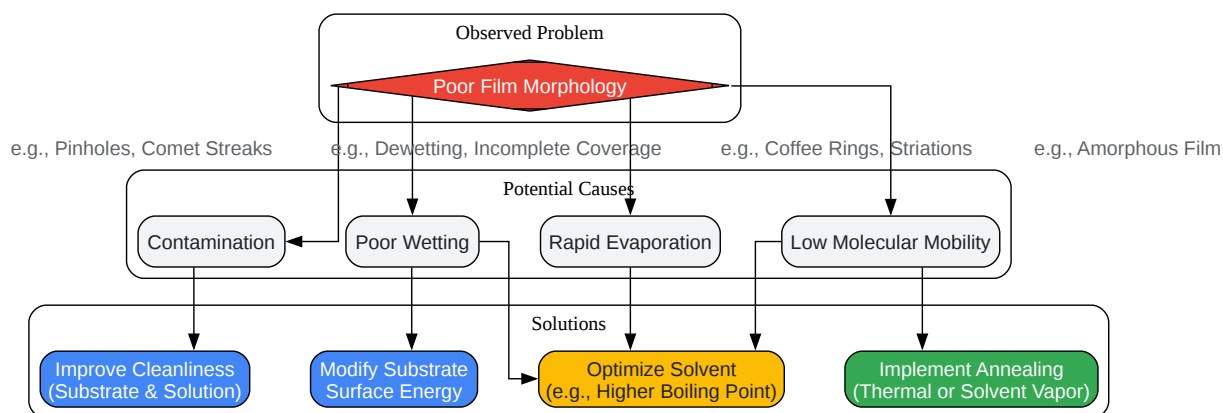 Observed Problem
Poor Film Morphology
e.g., Pinholes, Comet Streaks
e.g., Dewetting, Incomplete Coverage
e.g., Coffee Rings, Striations
e.g., Amorphous Film
Potential Causes
Contamination
Poor Wetting
Rapid Evaporation
Low Molecular Mobility
Solutions
Improve Cleanliness
(Substrate & Solution)
Modify Substrate
Surface Energy
Optimize Solvent
(e.g., Higher Boiling Point)
Implement Annealing
(Thermal or Solvent Vapor)